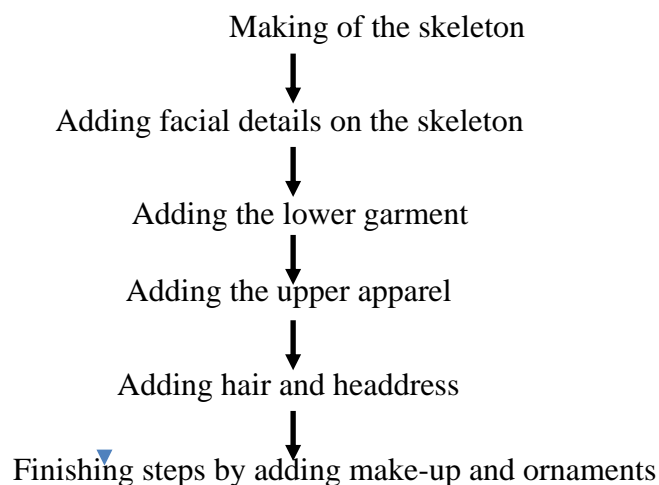 Making of the skeleton
Adding facial details on the skeleton
Adding the lower garment
Adding the upper apparel
Adding hair and headdress
Finishing steps by adding make-up and ornaments